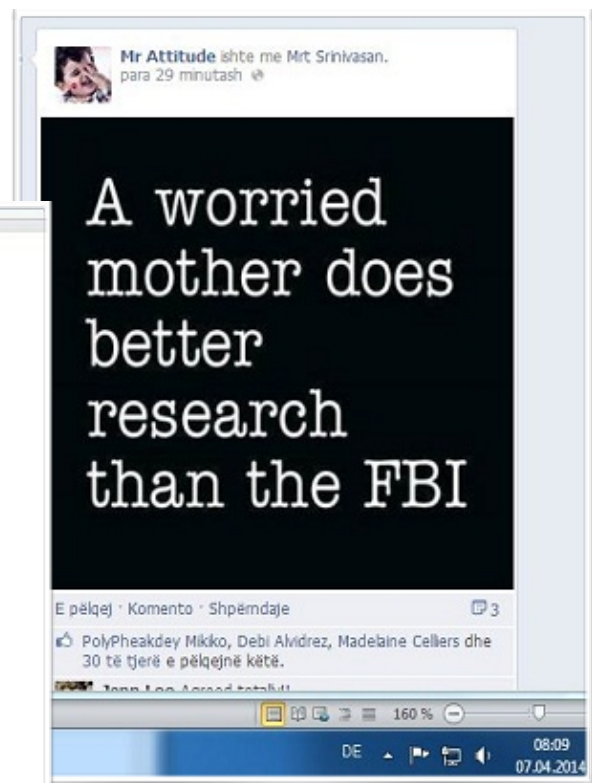 Mr Attitude ishte me Mrt Srinivasan.
para 29 minutash
A worried
mother does
better
research
than the FBI
E pëlqej · Komento · Shpërndaje 3
PolyPheakdey Mikiko, Debi Alvidrez, Madelaine Celliers dhe
30 të tjerë e pëlqejnë këtë.
Agreed totally!!
160 %
DE
08:09
07.04.2014